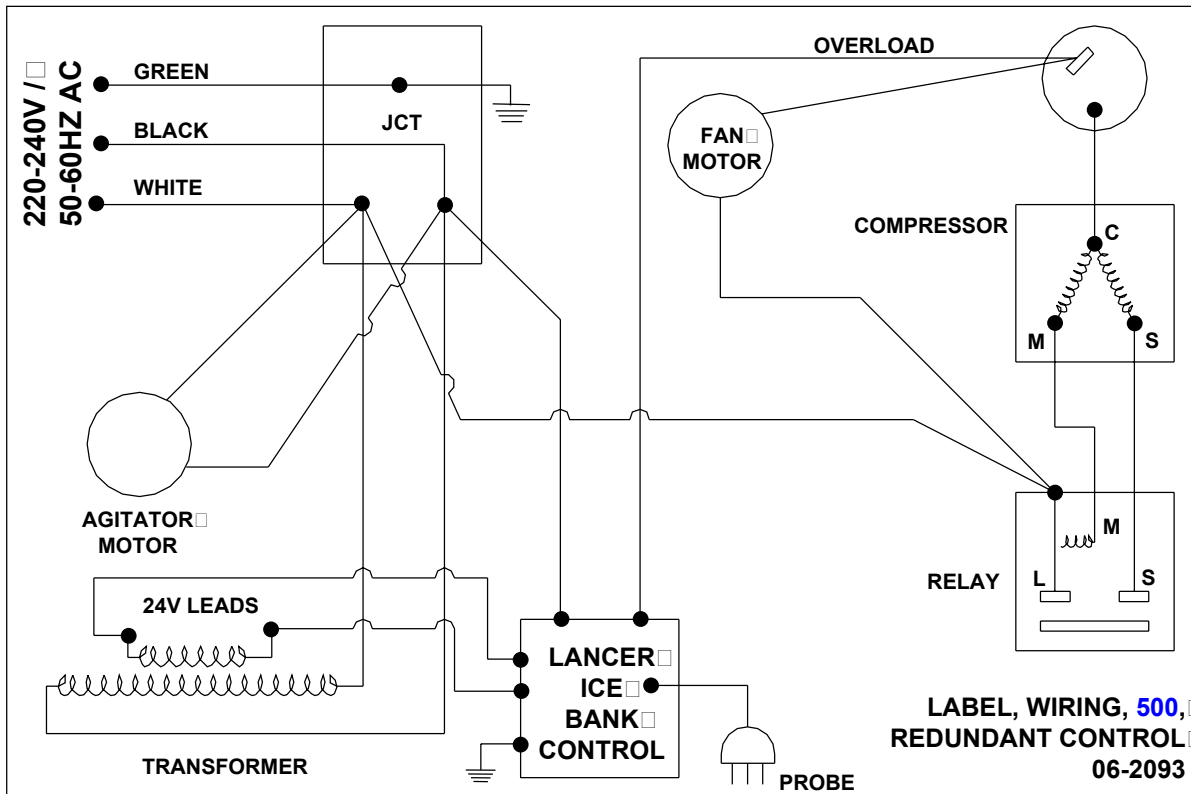 220-240V /
50-60HZ AC
GREEN
BLACK
WHITE
JCT
OVERLOAD
FAN
MOTOR
COMPRESSOR
C
M
S
AGITATOR
MOTOR
RELAY
M
L
S
24V LEADS
TRANSFORMER
LANCER
ICE
BANK
CONTROL
PROBE
LABEL, WIRING, 500,
REDUNDANT CONTROL
06-2093